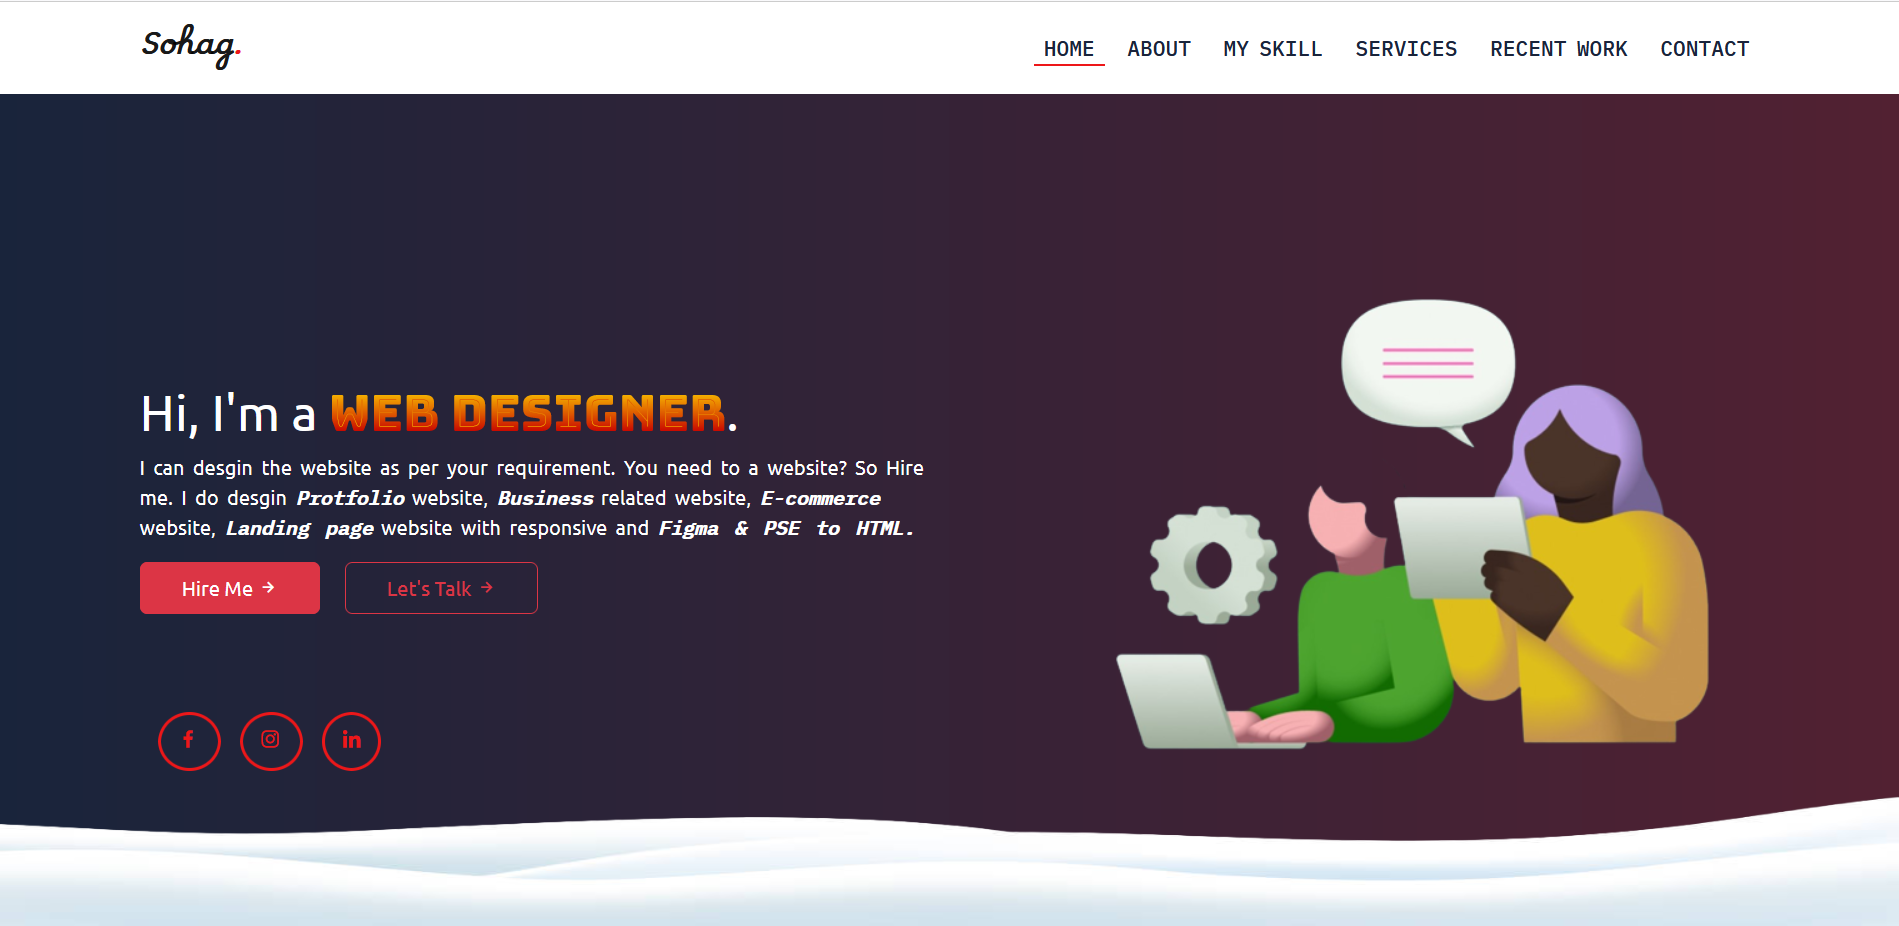 Sohag.
HOME ABOUT MY SKILL SERVICES RECENT WORK CONTACT
Hi, I'm a WEB DESIGNER.
I can desgin the website as per your requirement. You need to a website? So Hire
me. I do desgin Protfolio website, Business related website, E-commerce
website, Landing page website with responsive and Figma & PSE to HTML.
Hire Me → Let's Talk →